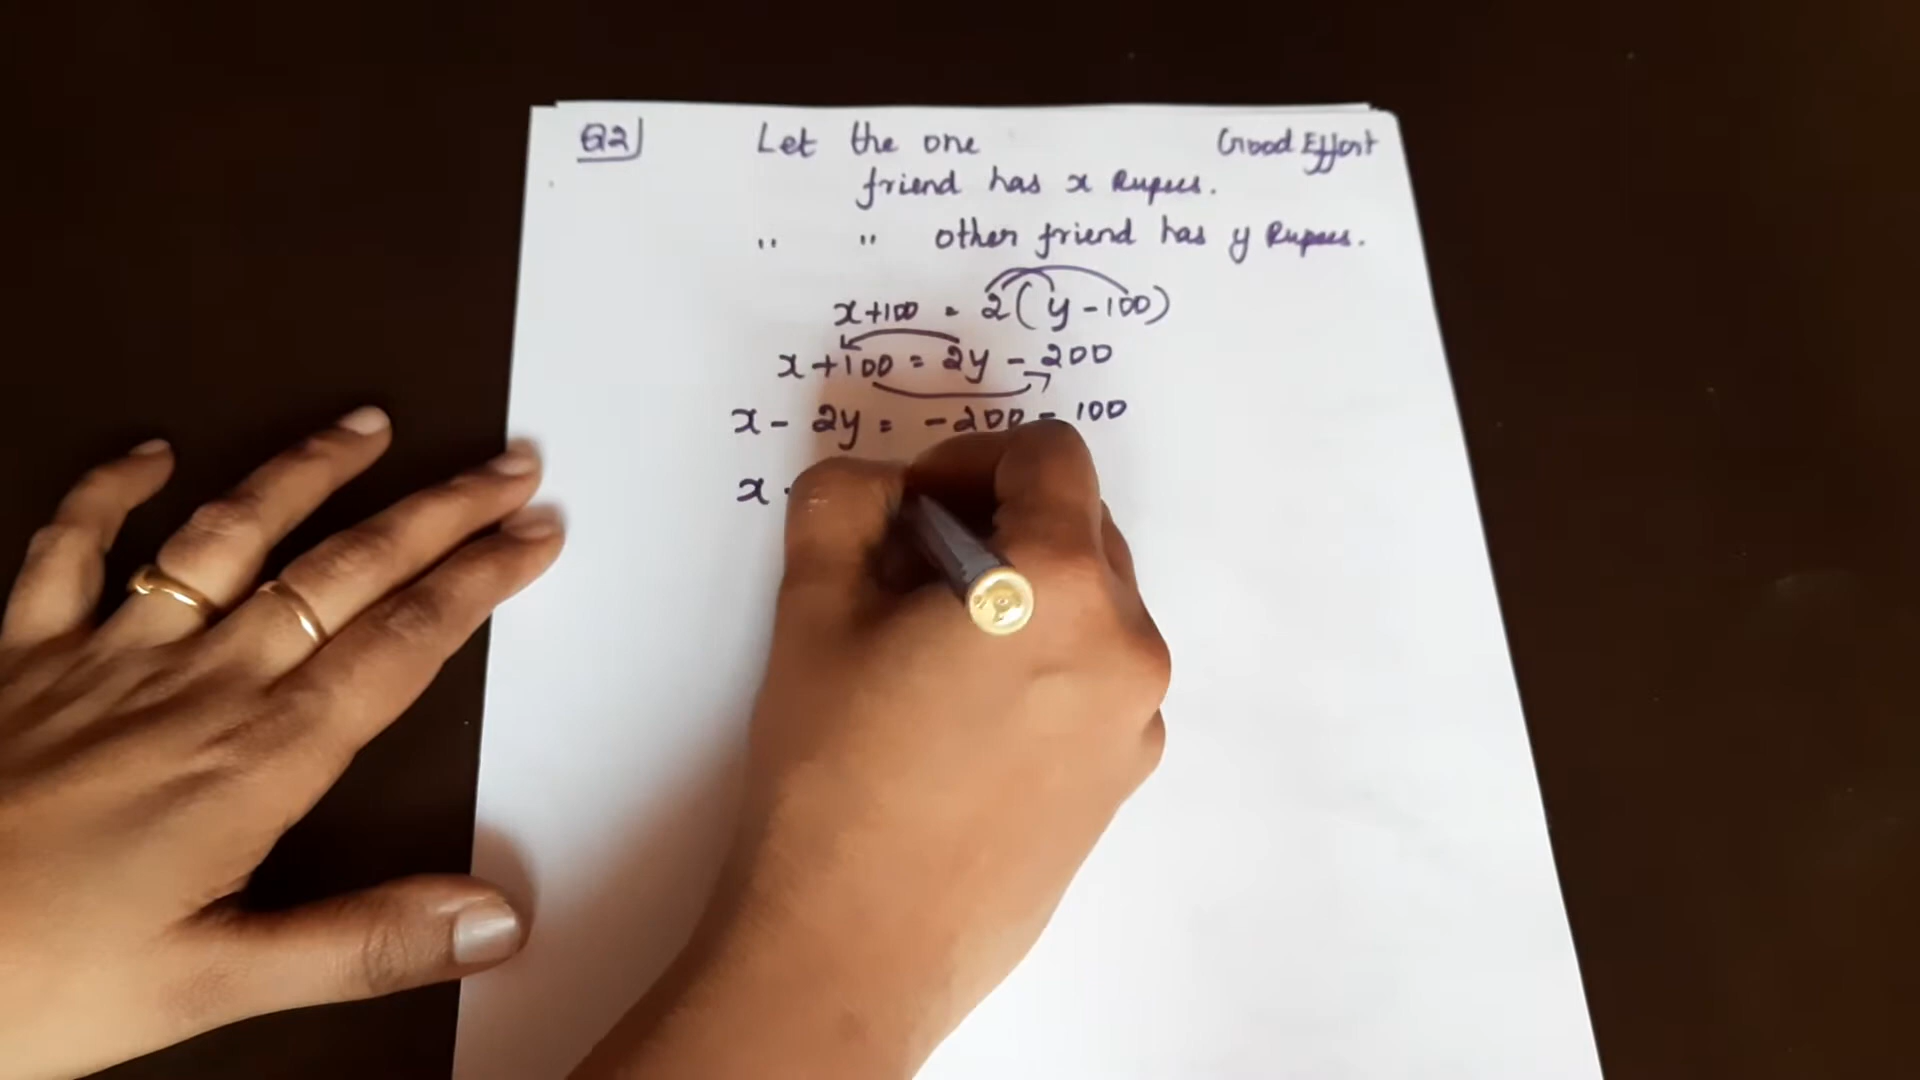 Q2 Let the one Good Effort
friend has x Rupees.
" " other friend has y Rupees.
x+100 = 2(y-100)
x+100 = 2y - 200
x - 2y = -200 - 100
x -